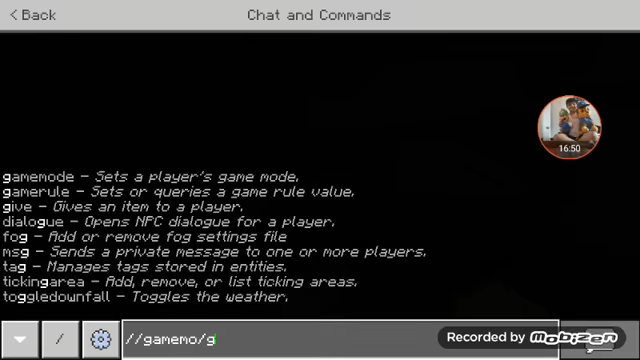 < Back
Chat and Commands
16:50
gamemode – Sets a player's game mode.
gamerule – Sets or queries a game rule value.
give – Gives an item to a player.
dialogue – Opens NPC dialogue for a player.
fog – Add or remove fog settings file
msg – Sends a private message to one or more players.
tag – Manages tags stored in entities.
tickingarea – Add, remove, or list ticking areas.
toggledownfall – Toggles the weather.
/
//gamemo/g
Recorded by Mobizen